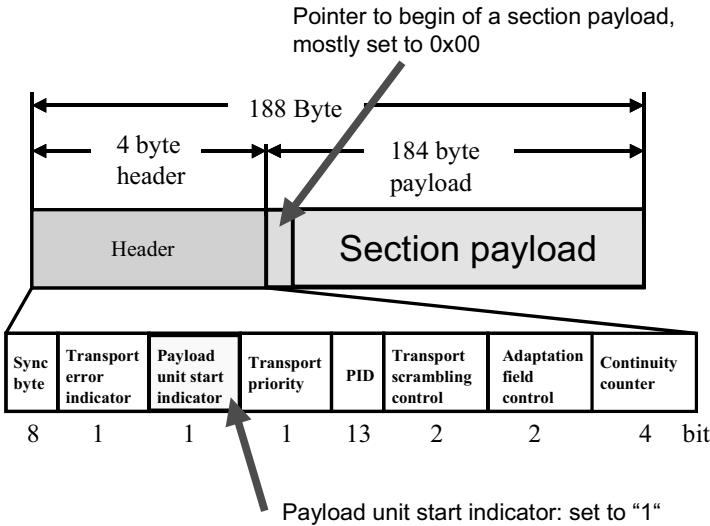 Pointer to begin of a section payload,
mostly set to 0x00
188 Byte
4 byte
header
184 byte
payload
Header
Section payload
Sync
byte
Transport
error
indicator
Payload
unit start
indicator
Transport
priority
PID
Transport
scrambling
control
Adaptation
field
control
Continuity
counter
8 1 1 1 13 2 2 4 bit
Payload unit start indicator: set to “1“